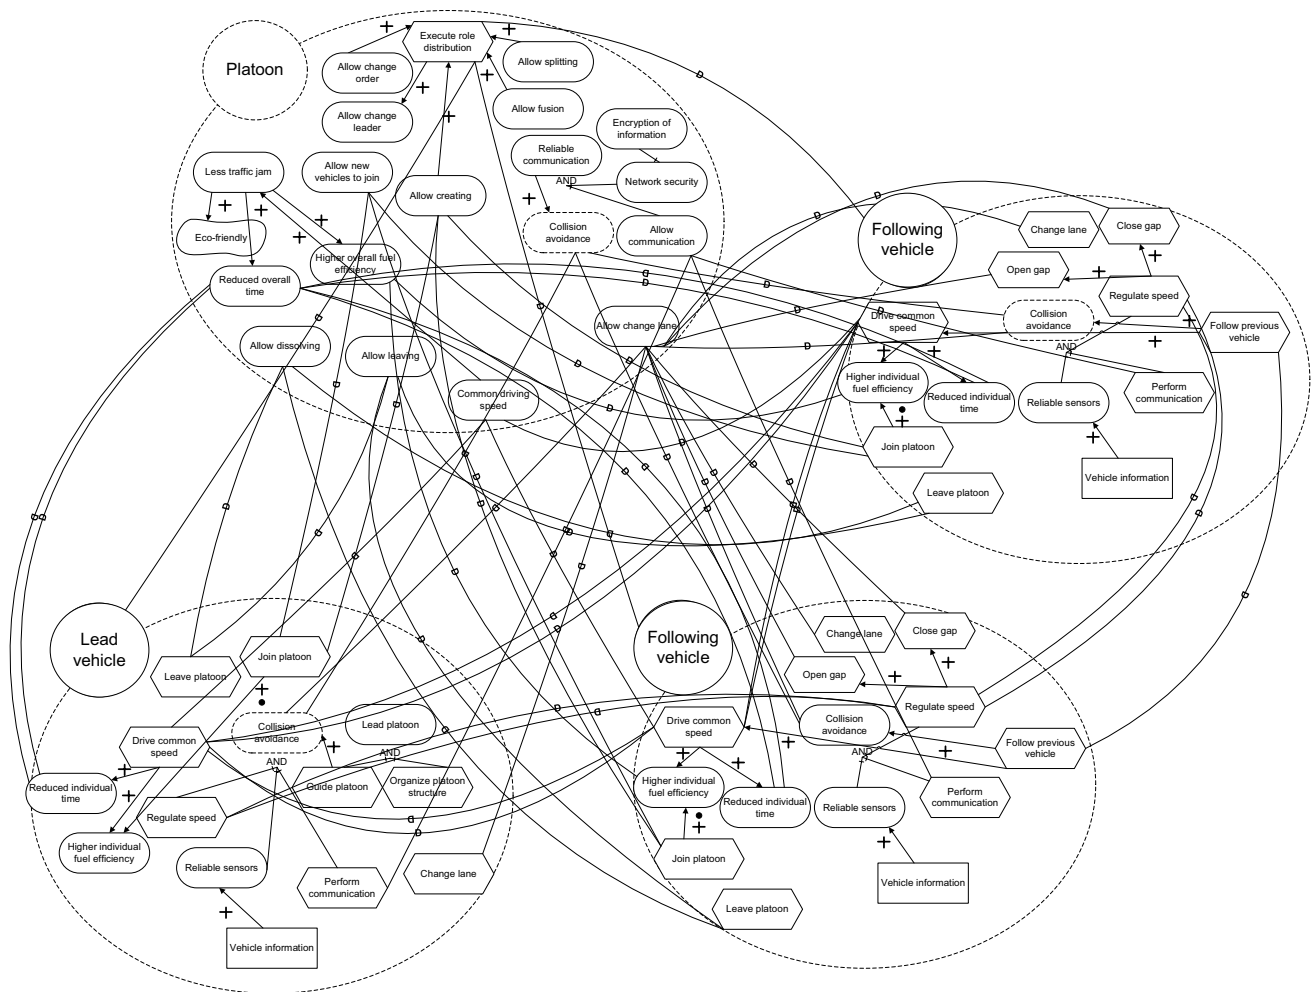 Platoon
Execute role
distribution
Allow change
order
Allow splitting
Allow change
leader
Allow fusion
Encryption of
information
Reliable
communication
Less traffic jam
Allow new
vehicles to join
Allow creating
AND
Network security
Eco-friendly
Collision
avoidance
Allow
communication
Higher overall fuel
efficiency
Reduced overall
time
Allow dissolving
Allow leaving
Allow change lane
Common driving
speed
Following
vehicle
Change lane
Close gap
Open gap
Regulate speed
Drive common
speed
Collision
avoidance
Follow previous
vehicle
AND
Higher individual
fuel efficiency
Reduced individual
time
Reliable sensors
Perform
communication
Join platoon
Vehicle information
Leave platoon
Lead
vehicle
Leave platoon
Join platoon
Drive common
speed
Collision
avoidance
Lead platoon
AND
AND
Reduced individual
time
Guide platoon
Organize platoon
structure
Regulate speed
Higher individual
fuel efficiency
Reliable sensors
Perform
communication
Change lane
Vehicle information
Following
vehicle
Change lane
Close gap
Open gap
Regulate speed
Drive common
speed
Collision
avoidance
Follow previous
vehicle
AND
Higher individual
fuel efficiency
Reduced individual
time
Reliable sensors
Perform
communication
Join platoon
Vehicle information
Leave platoon